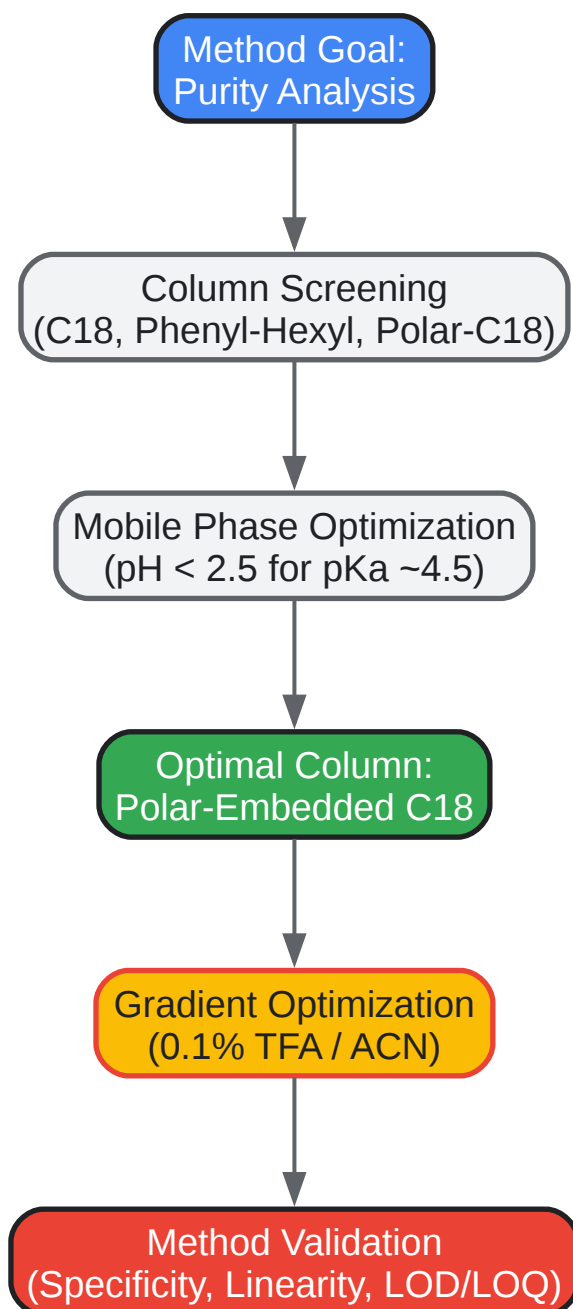 Method Goal:
Purity Analysis
Column Screening
(C18, Phenyl-Hexyl, Polar-C18)
Mobile Phase Optimization
(pH < 2.5 for pKa ~4.5)
Optimal Column:
Polar-Embedded C18
Gradient Optimization
(0.1% TFA / ACN)
Method Validation
(Specificity, Linearity, LOD/LOQ)